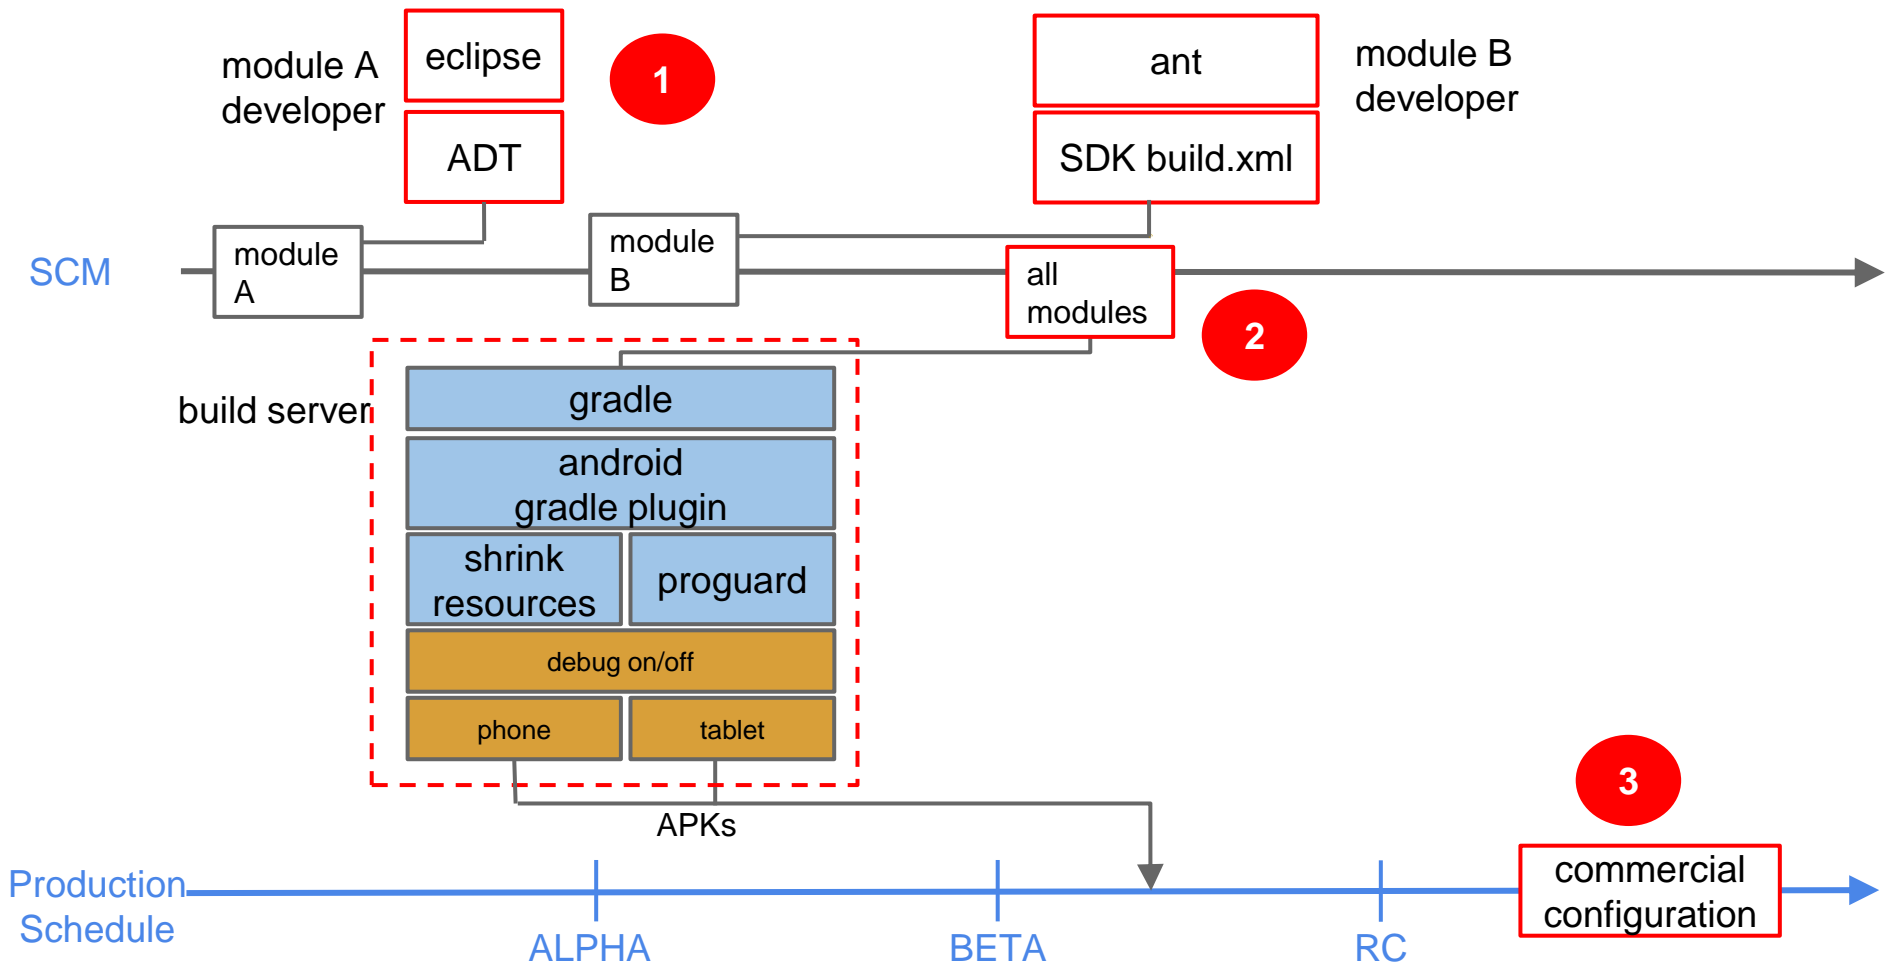 module A
developer
eclipse
ADT
1
ant
SDK build.xml
module B
developer
SCM
module
A
module
B
all
modules
2
build server
gradle
android
gradle plugin
shrink
resources
proguard
debug on/off
phone
tablet
APKs
3
Production
Schedule
ALPHA
BETA
RC
commercial
configuration